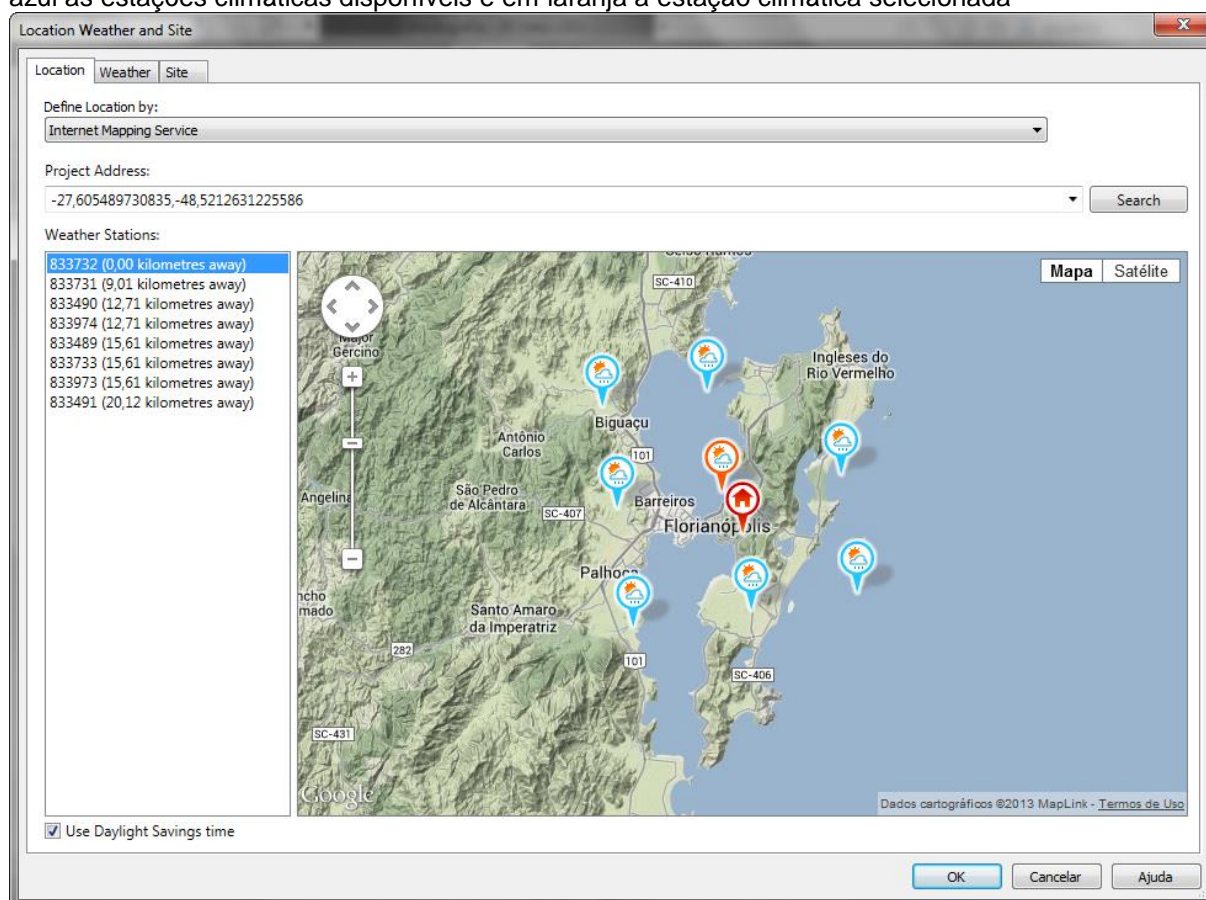 azul as estações climáticas disponíveis e em laranja a estação climática selecionada
Location Weather and Site
Location Weather Site
Define Location by:
Internet Mapping Service
Project Address:
-27,605489730835,-48,5212631225586
Search
Weather Stations:
833732 (0,00 kilometres away)
833731 (9,01 kilometres away)
833490 (12,71 kilometres away)
833974 (12,71 kilometres away)
833489 (15,61 kilometres away)
833733 (15,61 kilometres away)
833973 (15,61 kilometres away)
833491 (20,12 kilometres away)
SC-410
Mapa Satélite
Major
Gercino
Ingleses do
Rio Vermelho
Biguaçu
Antônio
Carlos
101
Angelina
São Pedro
de Alcântara
SC-407
Barreiros
Florianópolis
Palhoça
Santo Amaro
da Imperatriz
282
101
SC-406
SC-431
Google
Dados cartográficos ©2013 MapLink - Termos de Uso
Use Daylight Savings time
OK Cancelar Ajuda